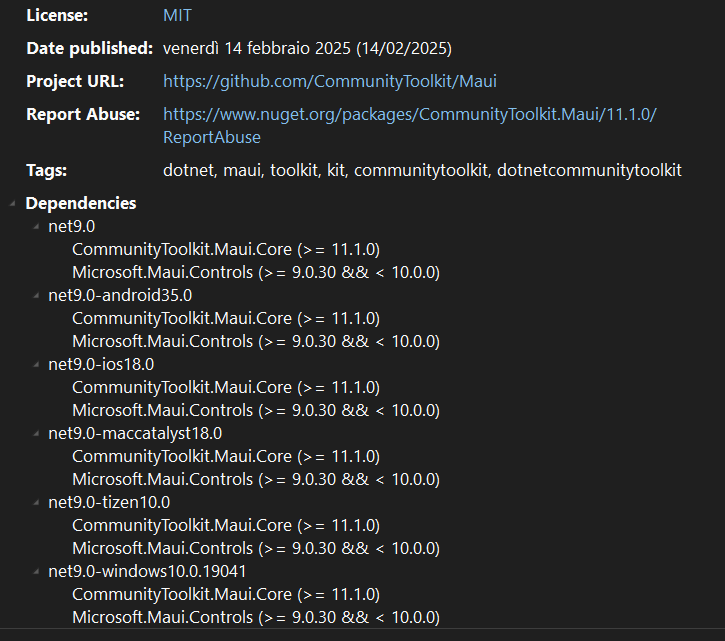 License: MIT
Date published: venerdì 14 febbraio 2025 (14/02/2025)
Project URL: https://github.com/CommunityToolkit/Maui
Report Abuse: https://www.nuget.org/packages/CommunityToolkit.Maui/11.1.0/
ReportAbuse
Tags: dotnet, maui, toolkit, kit, communitytoolkit, dotnetcommunitytoolkit
Dependencies
net9.0
CommunityToolkit.Maui.Core (>= 11.1.0)
Microsoft.Maui.Controls (>= 9.0.30 && < 10.0.0)
net9.0-android35.0
CommunityToolkit.Maui.Core (>= 11.1.0)
Microsoft.Maui.Controls (>= 9.0.30 && < 10.0.0)
net9.0-ios18.0
CommunityToolkit.Maui.Core (>= 11.1.0)
Microsoft.Maui.Controls (>= 9.0.30 && < 10.0.0)
net9.0-maccatalyst18.0
CommunityToolkit.Maui.Core (>= 11.1.0)
Microsoft.Maui.Controls (>= 9.0.30 && < 10.0.0)
net9.0-tizen10.0
CommunityToolkit.Maui.Core (>= 11.1.0)
Microsoft.Maui.Controls (>= 9.0.30 && < 10.0.0)
net9.0-windows10.0.19041
CommunityToolkit.Maui.Core (>= 11.1.0)
Microsoft.Maui.Controls (>= 9.0.30 && < 10.0.0)